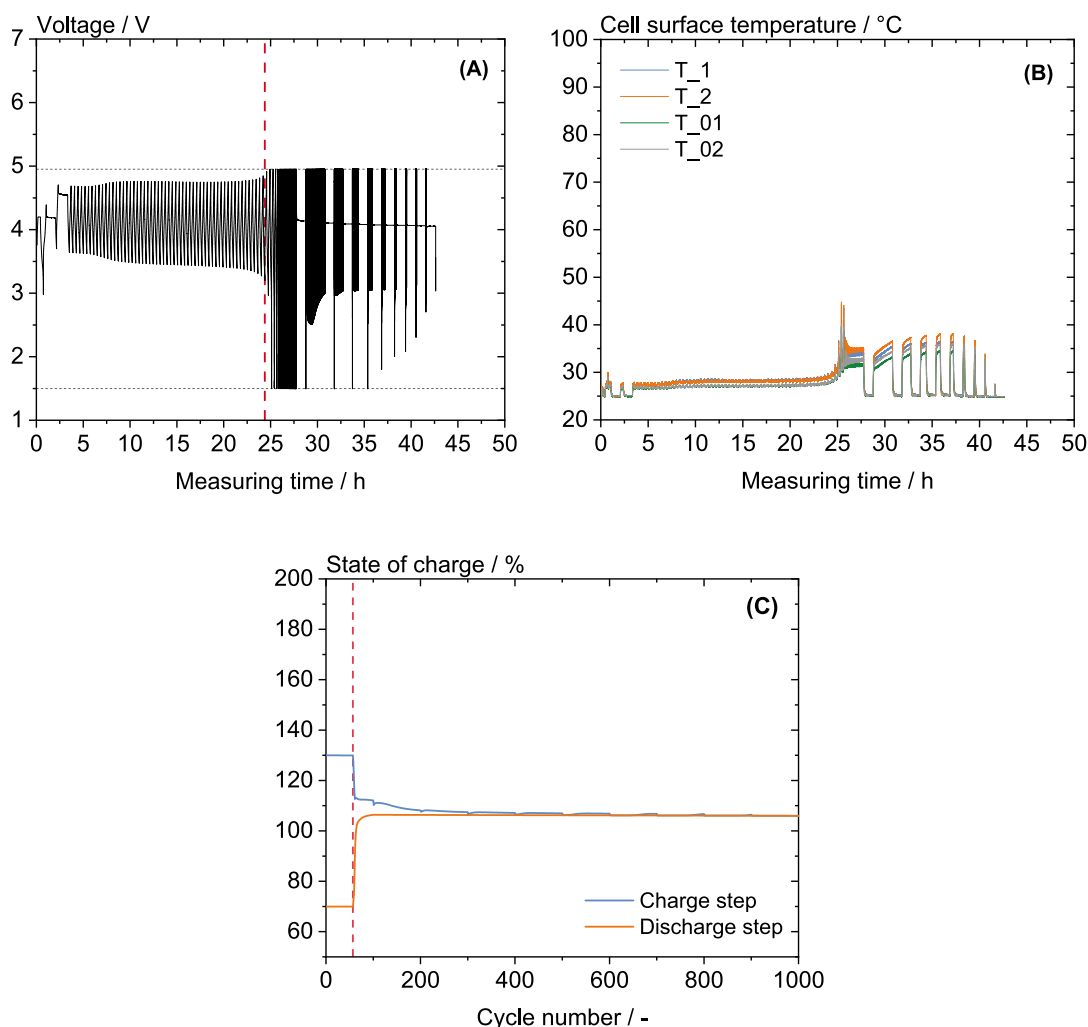 Voltage / V
7
6
5
4
3
2
1
(A)
0 5 10 15 20 25 30 35 40 45 50
Measuring time / h
Cell surface temperature / °C
100
90
80
70
60
50
40
30
20
T_1
T_2
T_01
T_02
(B)
0 5 10 15 20 25 30 35 40 45 50
Measuring time / h
State of charge / %
200
180
160
140
120
100
80
60
(C)
Charge step
Discharge step
0 200 400 600 800 1000
Cycle number / -